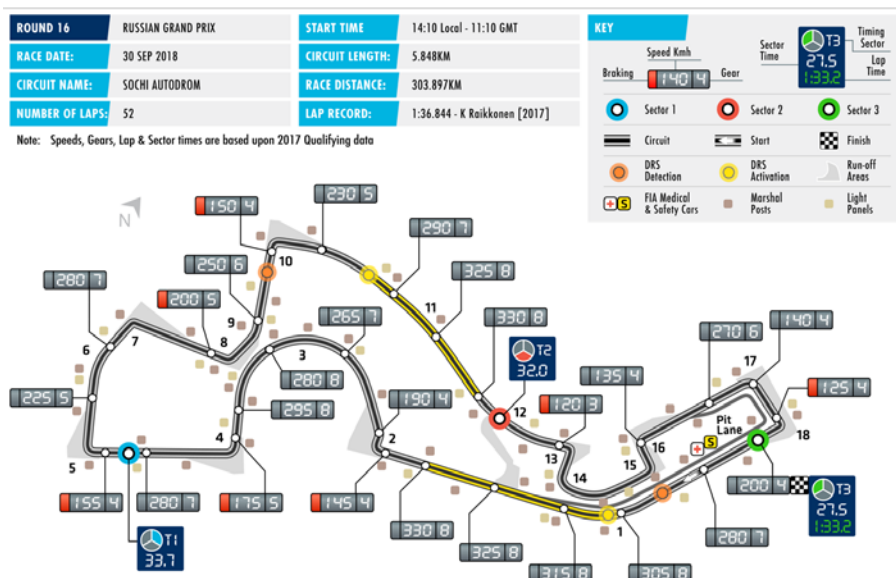 ROUND 16 RUSSIAN GRAND PRIX
RACE DATE: 30 SEP 2018
CIRCUIT NAME: SOCHI AUTODROM
NUMBER OF LAPS: 52
START TIME 14:10 Local - 11:10 GMT
CIRCUIT LENGTH: 5.848KM
RACE DISTANCE: 303.897KM
LAP RECORD: 1:36.844 - K Raikkonen [2017]
Note: Speeds, Gears, Lap & Sector times are based upon 2017 Qualifying data
KEY
Speed Kmh
Braking 140 4 Gear
Sector Time
T3
27.5
1:33.2
Timing Sector
Lap Time
Sector 1 Sector 2 Sector 3
Circuit Start Finish
DRS Detection
DRS Activation
Run-off Areas
S FIA Medical & Safety Cars
Marshal Posts
Light Panels
N
230 5
150 4
290 7
10
250 6
325 8
280 7
11
200 5
265 7
330 8
140 4
9
270 6
6
7
8
3
T2
32.0
135 4
17
280 8
225 5
190 4
12
120 3
125 4
295 8
Pit Lane
16
S
18
4
2
13
15
5
14
155 4
280 7
175 5
145 4
200 4
T3
27.5
1:33.2
T1
33.7
330 8
1
280 7
325 8
315 8
305 8